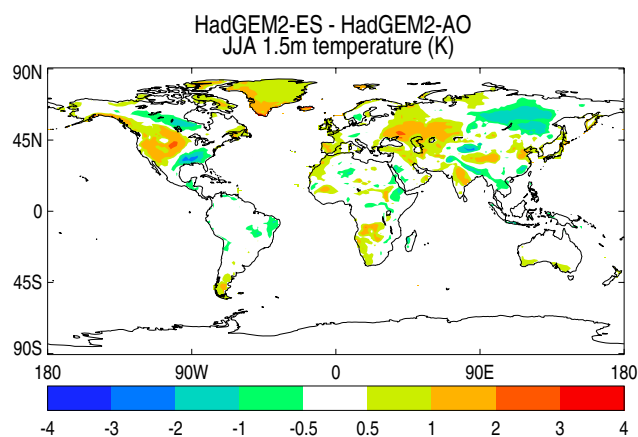 HadGEM2-ES - HadGEM2-AO
JJA 1.5m temperature (K)
90N
45N
0
45S
90S
180 90W 0 90E 180
-4 -3 -2 -1 -0.5 0.5 1 2 3 4